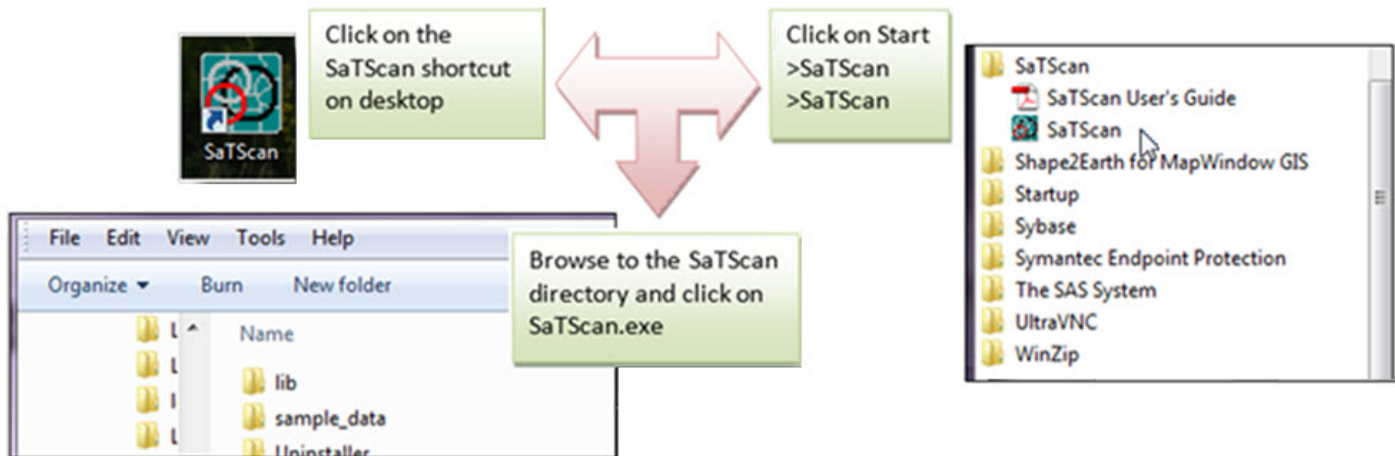 Click on the
SaTScan shortcut
on desktop
SaTScan
Click on Start
>SaTScan
>SaTScan
SaTScan
SaTScan User's Guide
SaTScan
Shape2Earth for MapWindow GIS
Startup
Sybase
Symantec Endpoint Protection
The SAS System
UltraVNC
WinZip
File Edit View Tools Help
Organize Burn New folder
Name
lib
sample_data
Uninstaller
Browse to the SaTScan
directory and click on
SaTScan.exe